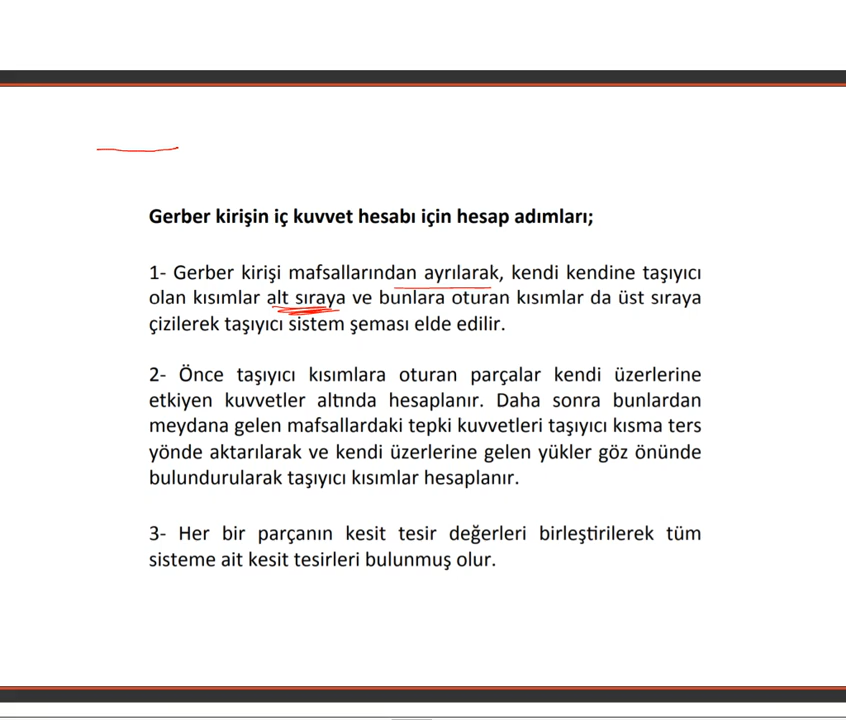 Gerber kirişin iç kuvvet hesabı için hesap adımları;
1- Gerber kirişi mafsallarından ayrılarak, kendi kendine taşıyıcı
olan kısımlar alt sıraya ve bunlara oturan kısımlar da üst sıraya
çizilerek taşıyıcı sistem şeması elde edilir.
2- Önce taşıyıcı kısımlara oturan parçalar kendi üzerlerine
etkiyen kuvvetler altında hesaplanır. Daha sonra bunlardan
meydana gelen mafsallardaki tepki kuvvetleri taşıyıcı kısma ters
yönde aktarılarak ve kendi üzerlerine gelen yükler göz önünde
bulundurularak taşıyıcı kısımlar hesaplanır.
3- Her bir parçanın kesit tesir değerleri birleştirilerek tüm
sisteme ait kesit tesirleri bulunmuş olur.